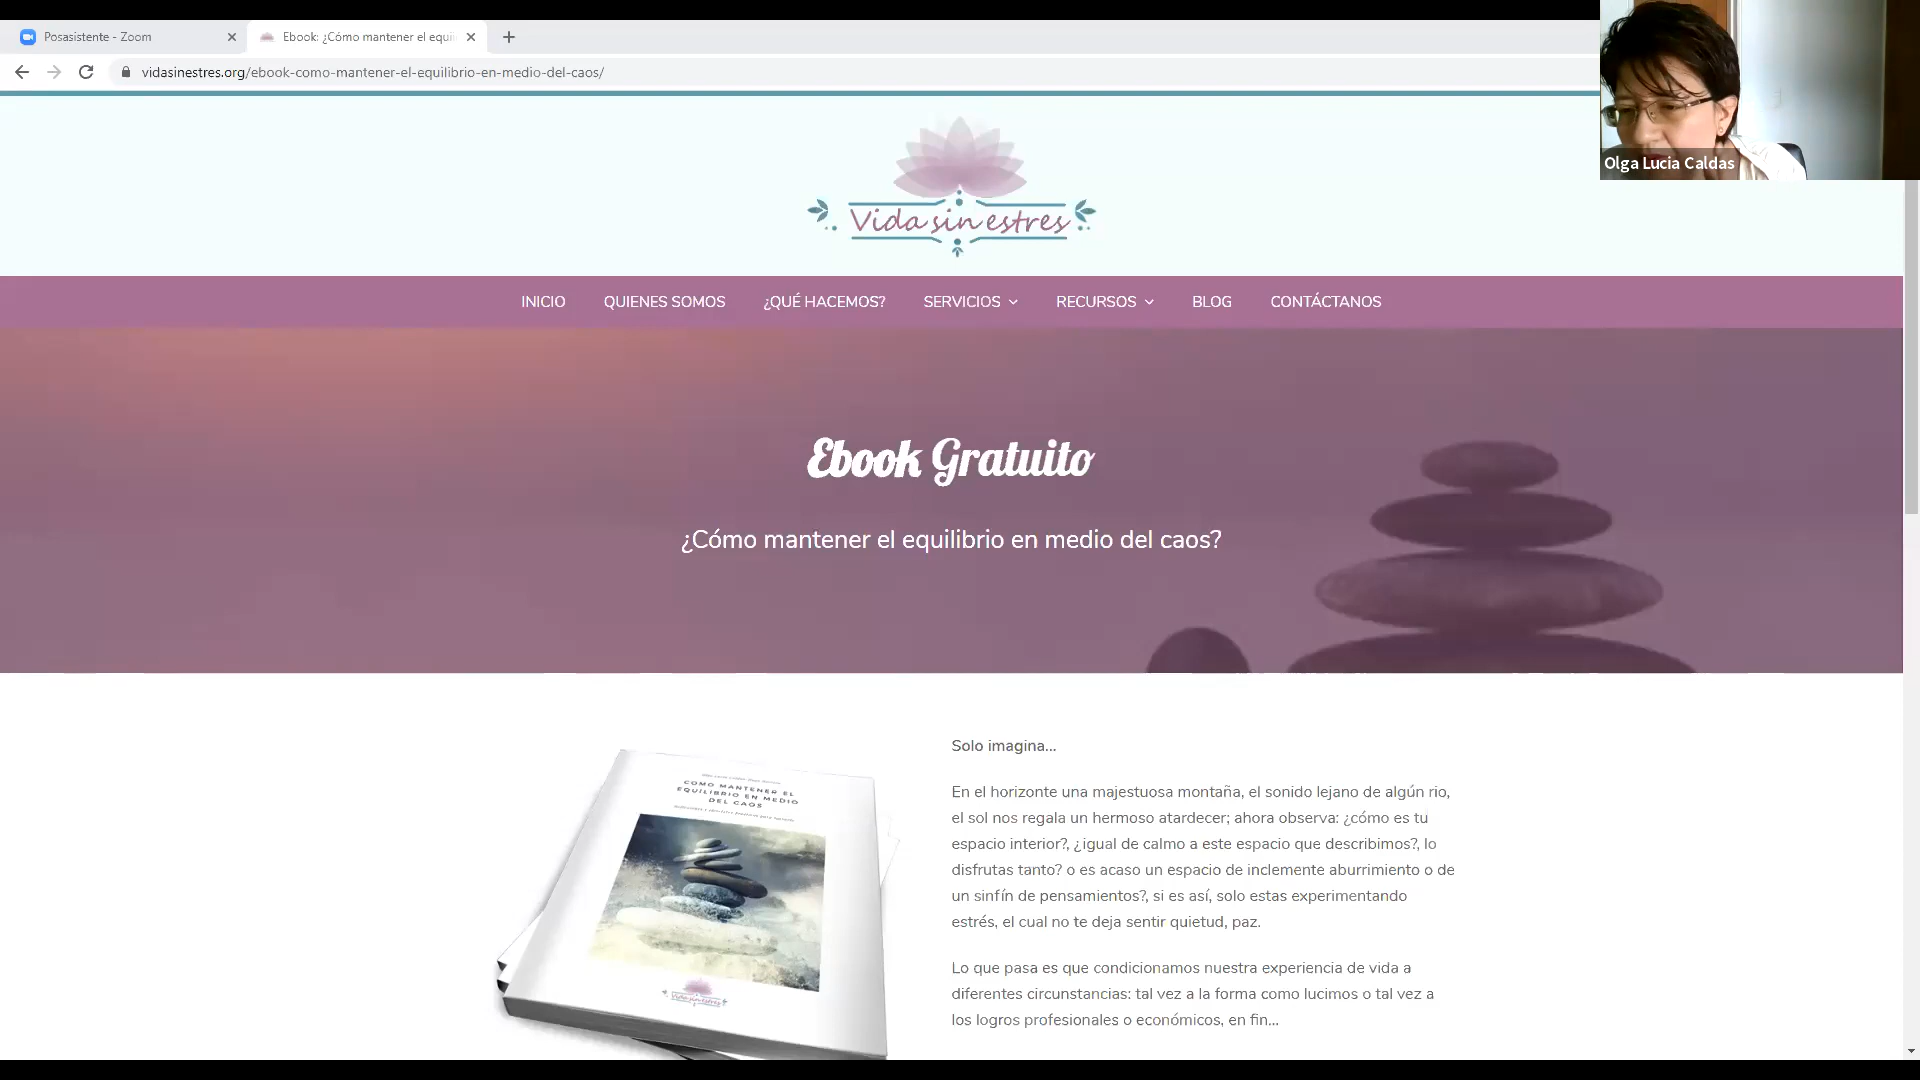 Posasistente - Zoom
Ebook: ¿Cómo mantener el equi
vidasinestres.org/ebook-como-mantener-el-equilibrio-en-medio-del-caos/
Olga Lucia Caldas
Vida sin estres
INICIO QUIENES SOMOS ¿QUÉ HACEMOS? SERVICIOS RECURSOS BLOG CONTÁCTANOS
Ebook Gratuito
¿Cómo mantener el equilibrio en medio del caos?
COMO MANTENER EL
EQUILIBRIO EN MEDIO
DEL CAOS
Vida sin estres
Solo imagina...
En el horizonte una majestuosa montaña, el sonido lejano de algún rio,
el sol nos regala un hermoso atardecer; ahora observa: ¿cómo es tu
espacio interior?, ¿igual de calmo a este espacio que describimos?, lo
disfrutas tanto? o es acaso un espacio de inclemente aburrimiento o de
un sinfín de pensamientos?, si es así, solo estas experimentando
estrés, el cual no te deja sentir quietud, paz.
Lo que pasa es que condicionamos nuestra experiencia de vida a
diferentes circunstancias: tal vez a la forma como lucimos o tal vez a
los logros profesionales o económicos, en fin...